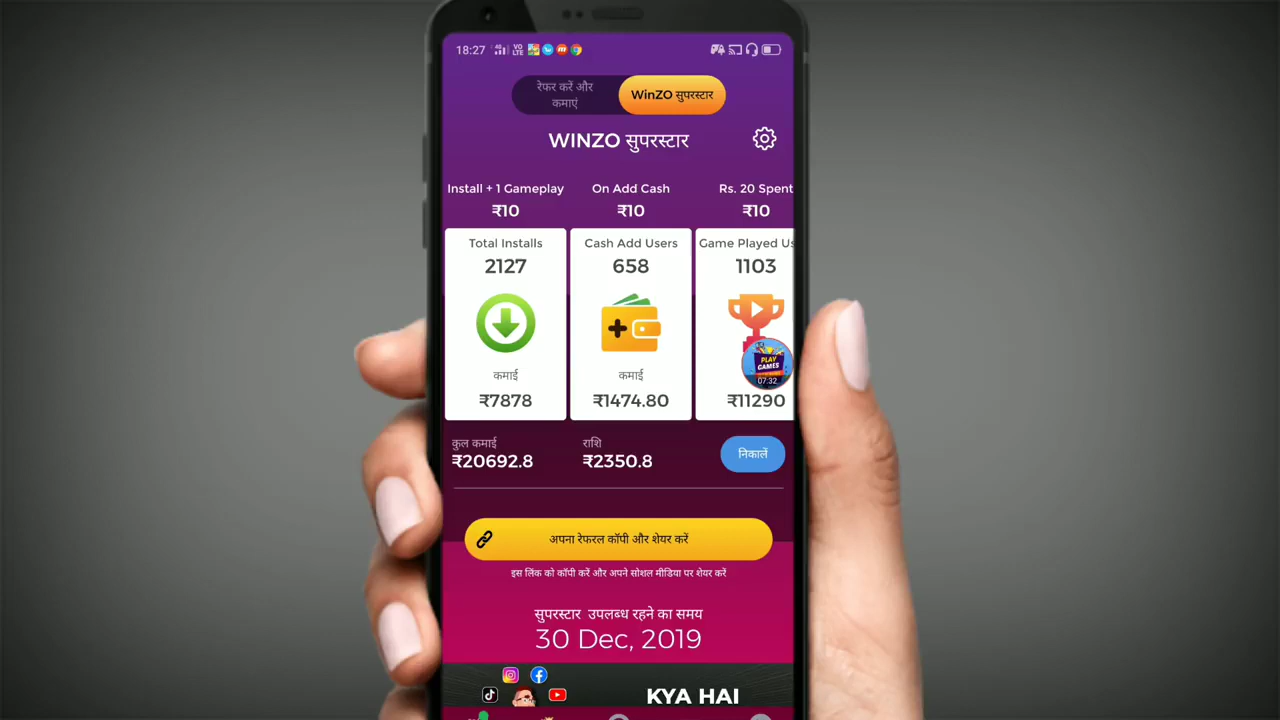 18:27
रेफर करें और
कमाएं
WinZO सुपरस्टार
WINZO सुपरस्टार
Install + 1 Gameplay
₹10
On Add Cash
₹10
Rs. 20 Spent
₹10
Total Installs
2127
कमाई
₹7878
Cash Add Users
658
कमाई
₹1474.80
Game Played Us
1103
PLAY
GAMES
07:32
₹11290
कुल कमाई
₹20692.8
राशि
₹2350.8
निकालें
अपना रेफरल कॉपी और शेयर करें
इस लिंक को कॉपी करें और अपने सोशल मीडिया पर शेयर करें
सुपरस्टार उपलब्ध रहने का समय
30 Dec, 2019
KYA HAI